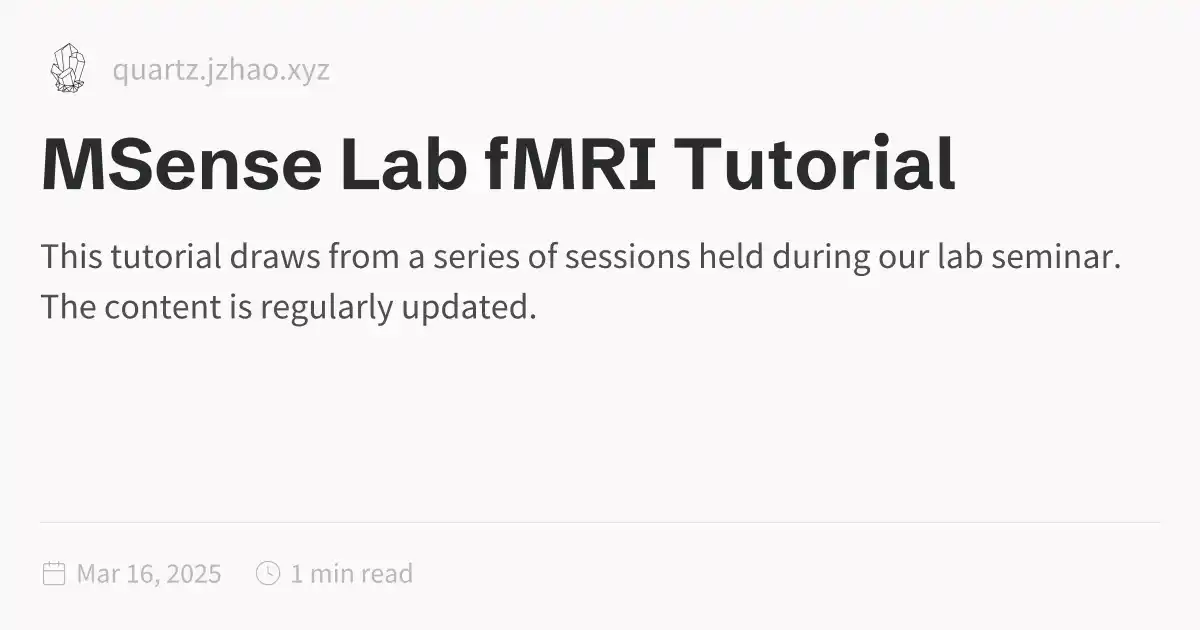 quartz.jzhao.xyz
MSense Lab fMRI Tutorial
This tutorial draws from a series of sessions held during our lab seminar.
The content is regularly updated.
Mar 16, 2025 1 min read